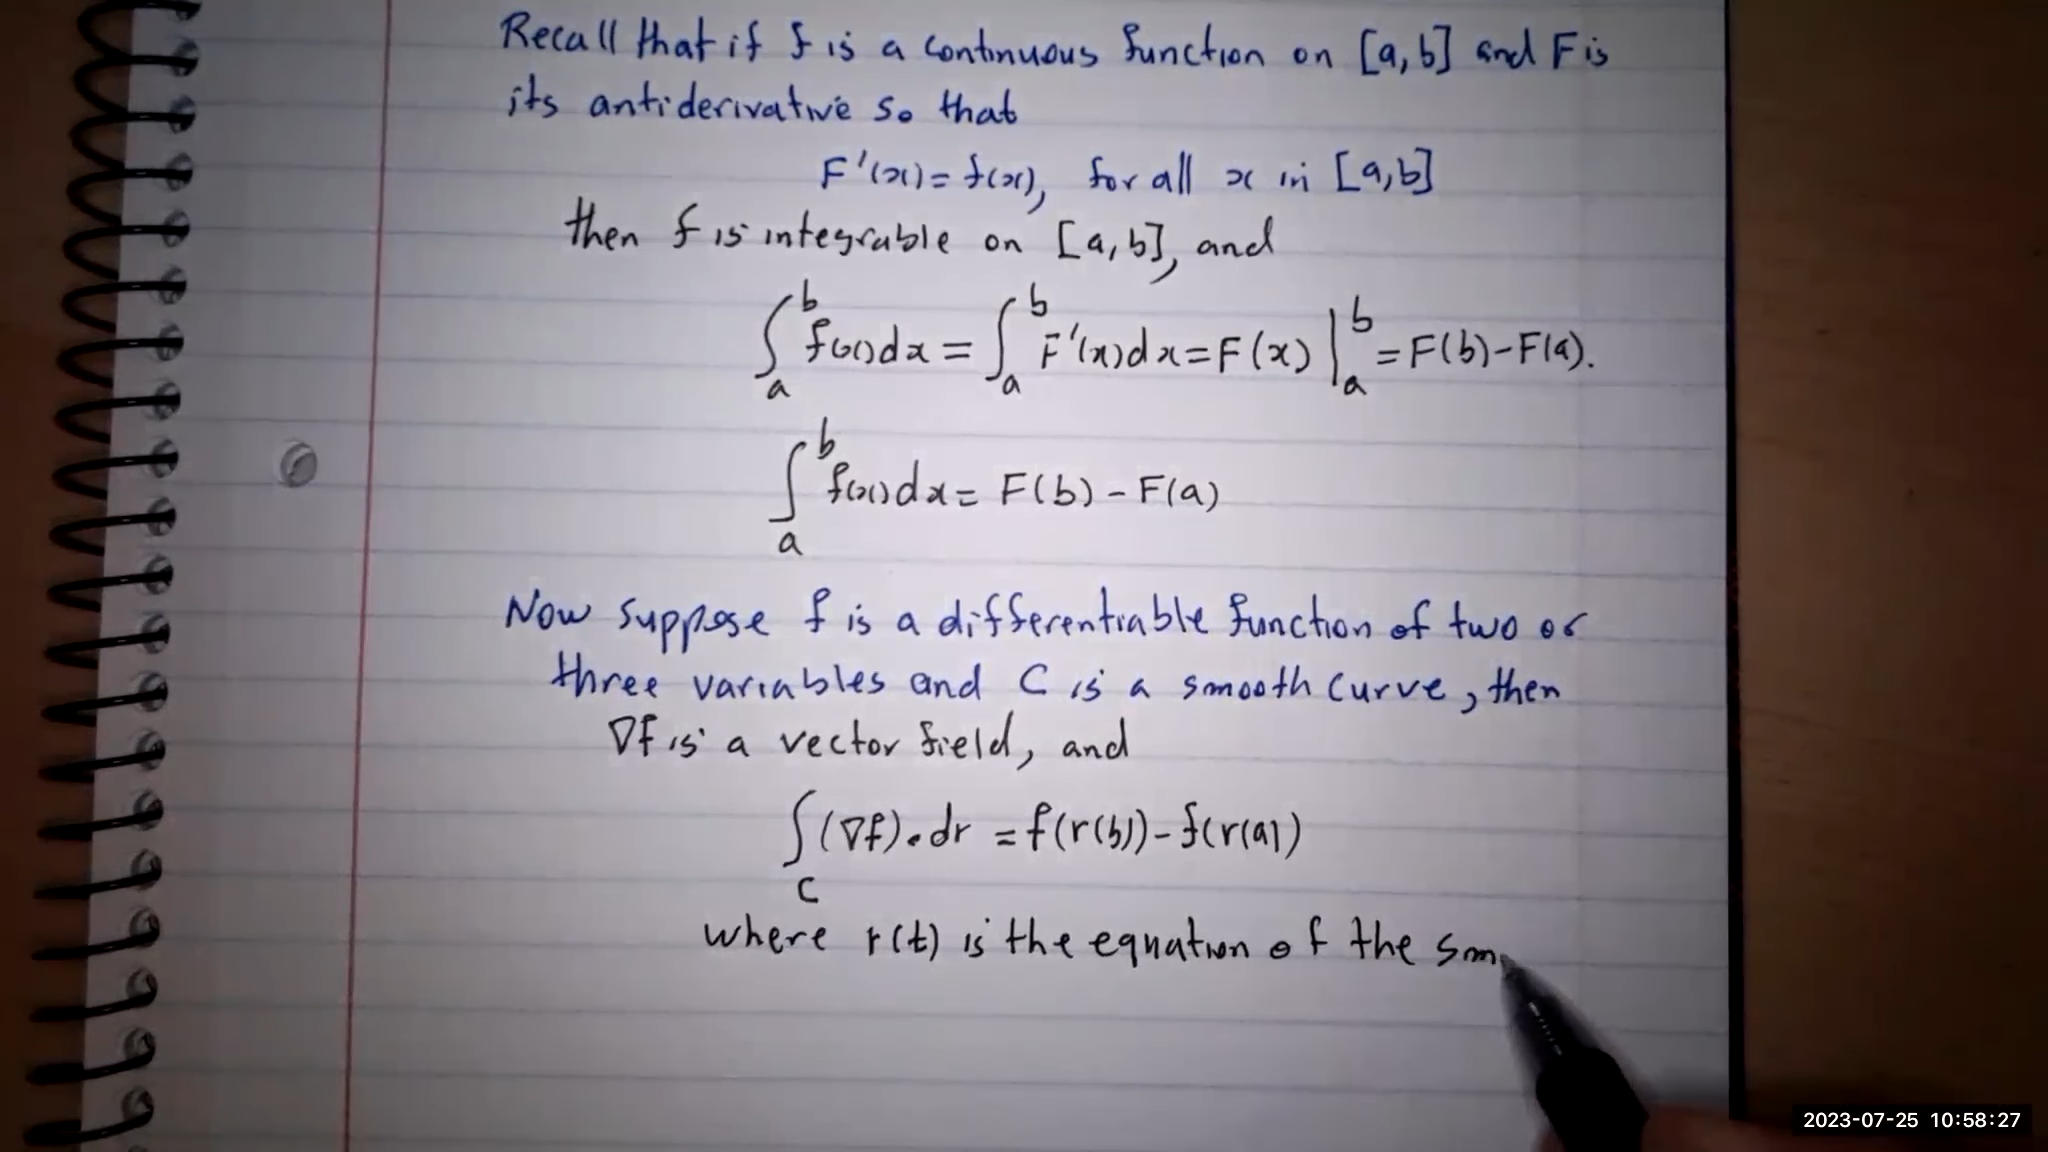 Recall that if f is a continuous function on [a,b] and F is
its antiderivative so that
F'(x)=f(x), for all x in [a,b]
then f is integrable on [a,b], and
∫_a^b f(x)dx = ∫_a^b F'(x)dx = F(x) |_a^b = F(b)-F(a).
∫_a^b f(x)dx = F(b) - F(a)
Now suppose f is a differentiable function of two or
three variables and C is a smooth curve, then
∇f is a vector field, and
∫_C (∇f)•dr = f(r(b))-f(r(a))
where r(t) is the equation of the sm
2023-07-25 10:58:27